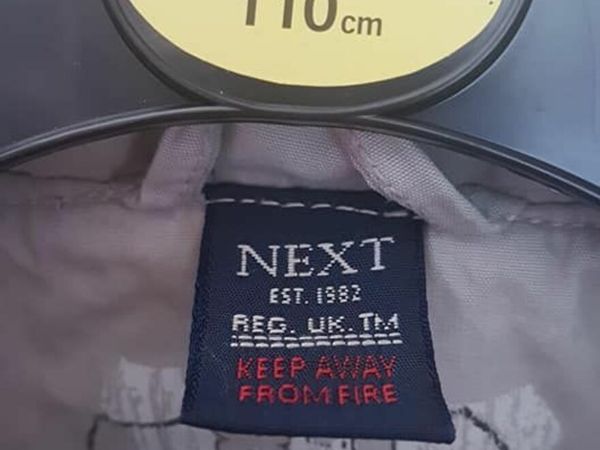 110cm
NEXT
EST. 1982
REG. UK. TM
KEEP AWAY
FROM FIRE